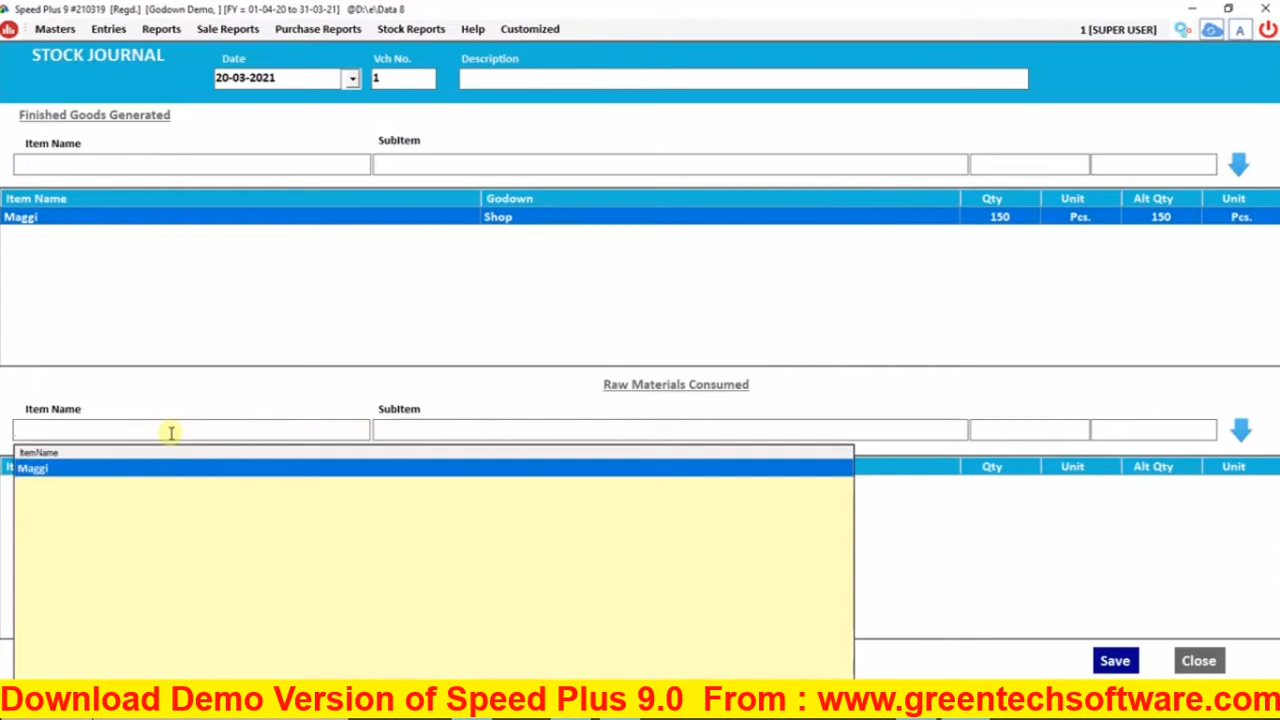 Speed Plus 9 #210319 [Regd.] [Godown Demo, ] [FY = 01-04-20 to 31-03-21] @D:\e\Data 8
Masters Entries Reports Sale Reports Purchase Reports Stock Reports Help Customized 1 [SUPER USER] A
STOCK JOURNAL Date Vch No. Description
20-03-2021 1
Finished Goods Generated
Item Name SubItem
Item Name Godown Qty Unit Alt Qty Unit
Maggi Shop 150 Pcs. 150 Pcs.
Raw Materials Consumed
Item Name SubItem
ItemName
Maggi Qty Unit Alt Qty Unit
Save Close
Download Demo Version of Speed Plus 9.0 From : www.greentechsoftware.com